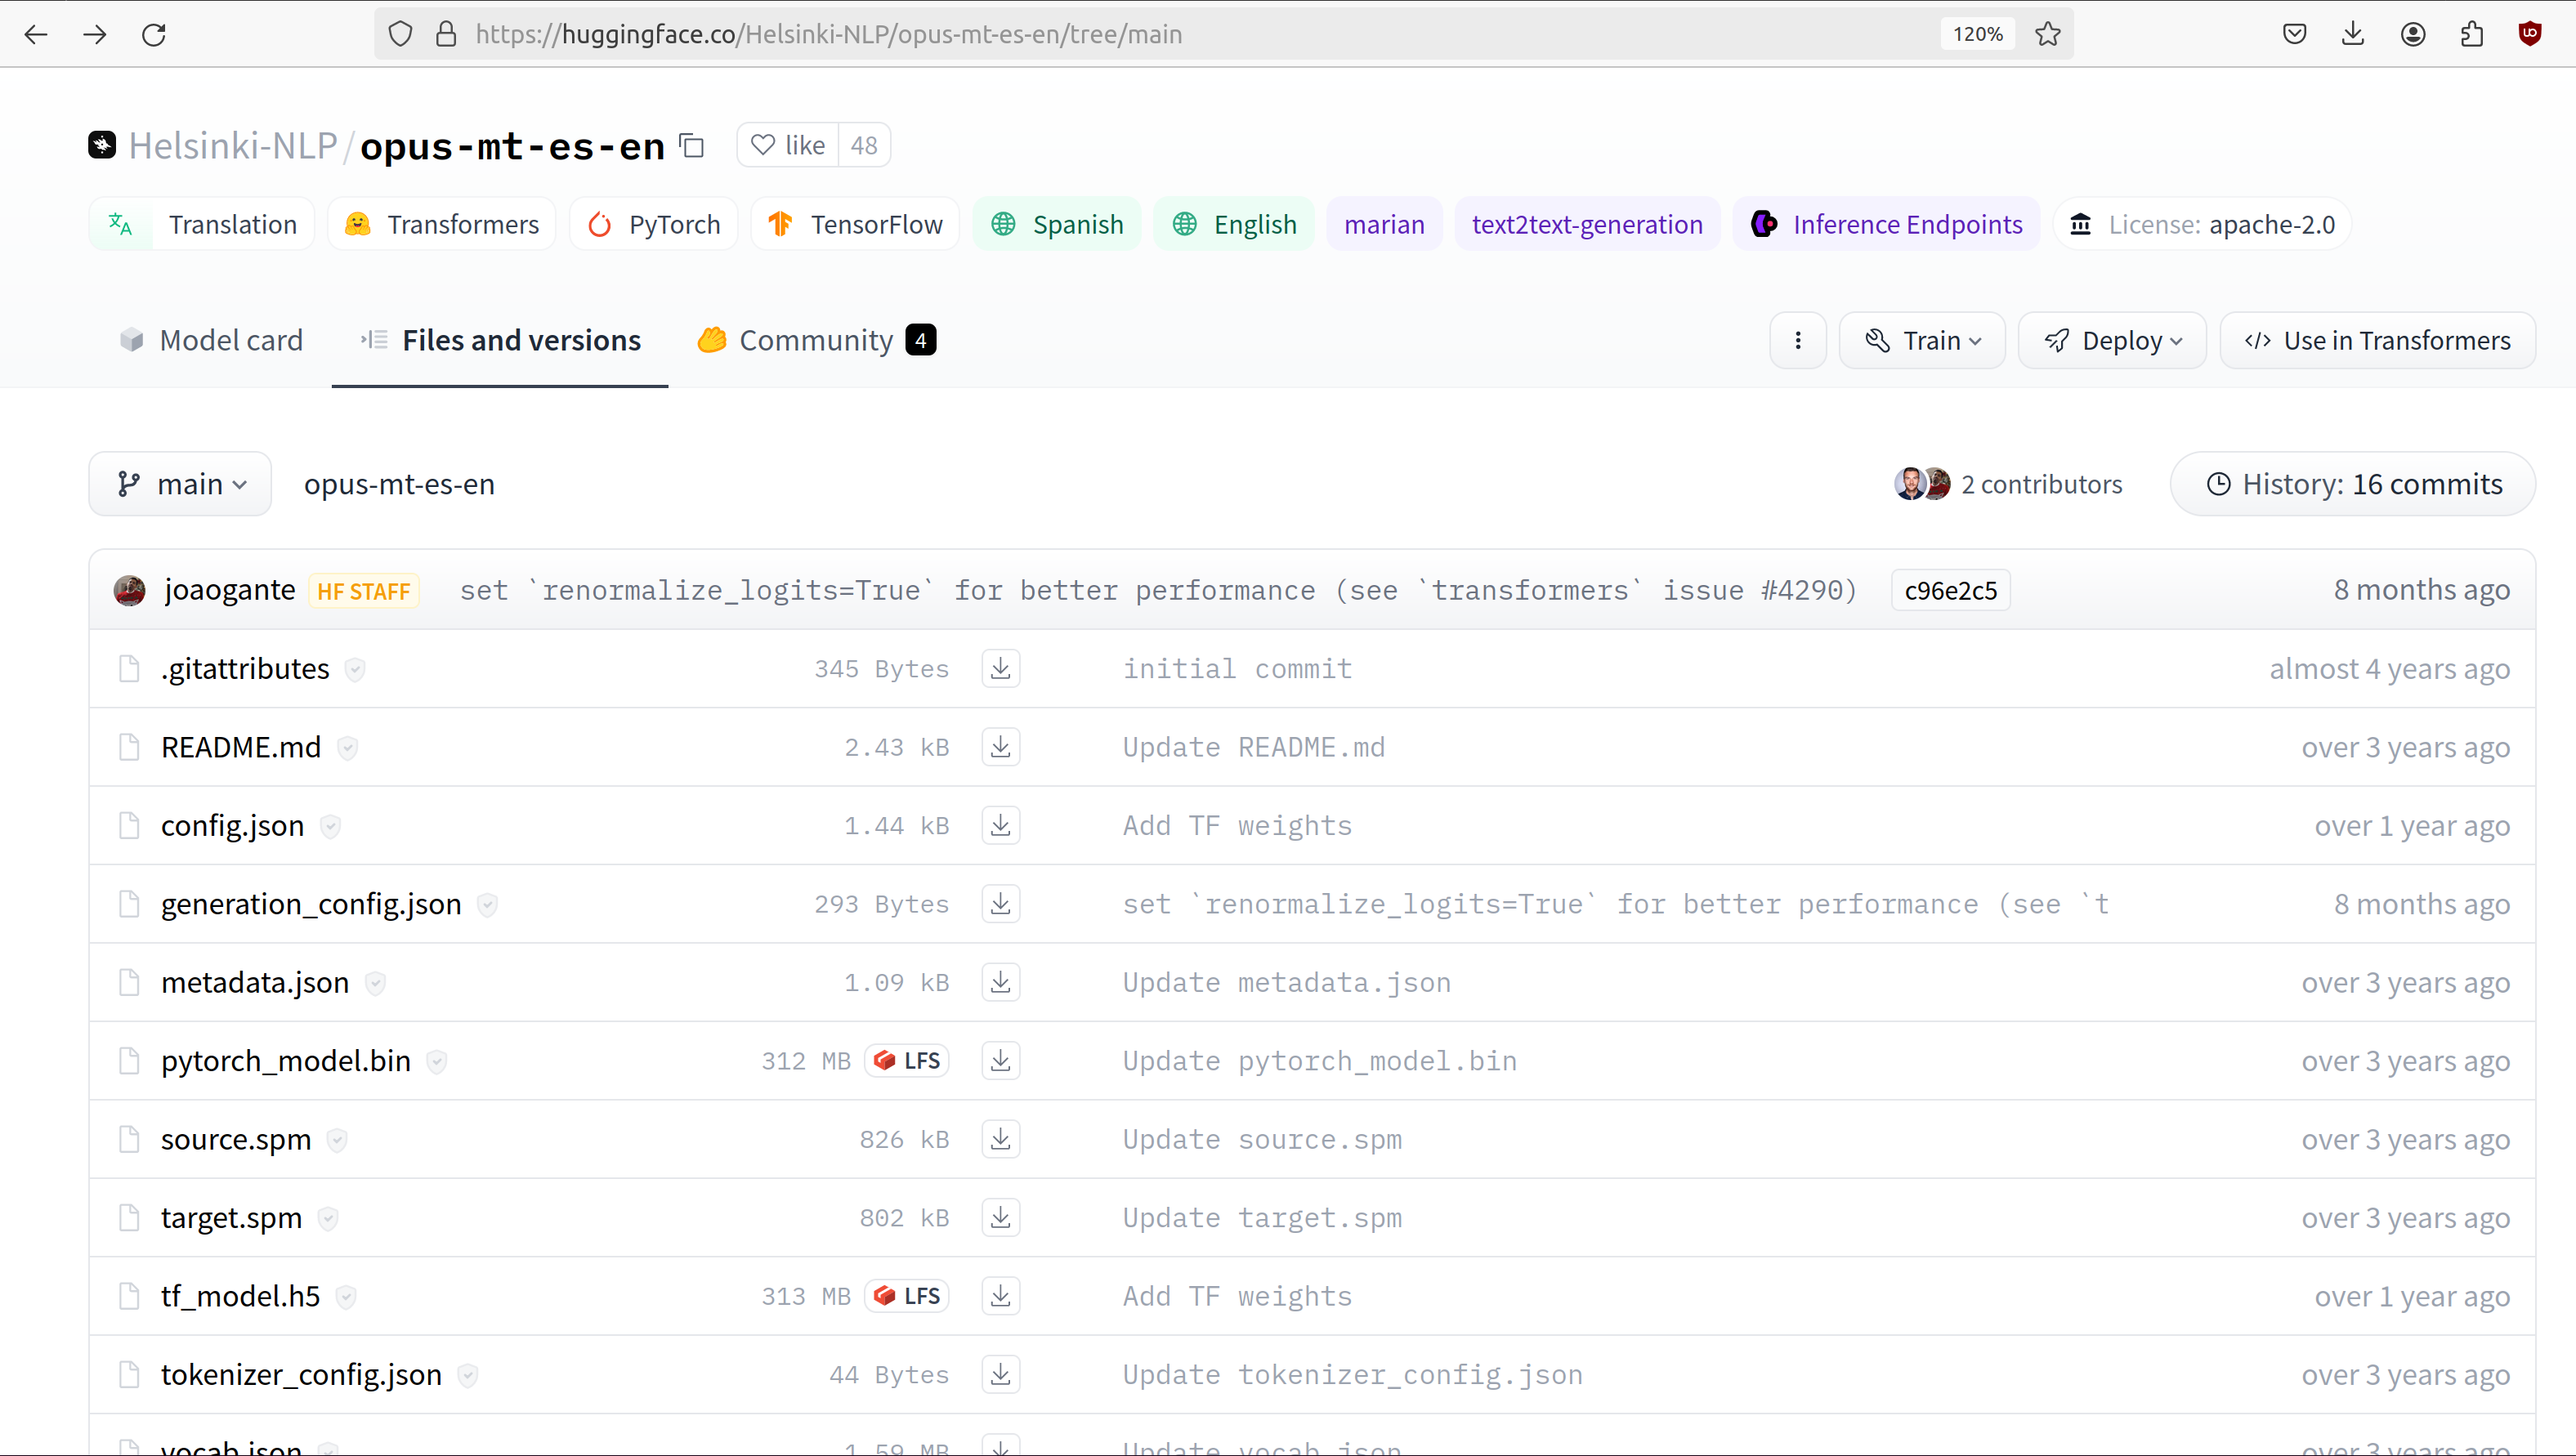 https://huggingface.co/Helsinki-NLP/opus-mt-es-en/tree/main 120%
Helsinki-NLP/opus-mt-es-en like 48
Translation Transformers PyTorch TensorFlow Spanish English marian text2text-generation Inference Endpoints License: apache-2.0
Model card Files and versions Community 4 Train Deploy </> Use in Transformers
main opus-mt-es-en 2 contributors History: 16 commits
joaogante HF STAFF set `renormalize_logits=True` for better performance (see `transformers` issue #4290) c96e2c5 8 months ago
.gitattributes 345 Bytes initial commit almost 4 years ago
README.md 2.43 kB Update README.md over 3 years ago
config.json 1.44 kB Add TF weights over 1 year ago
generation_config.json 293 Bytes set `renormalize_logits=True` for better performance (see `t 8 months ago
metadata.json 1.09 kB Update metadata.json over 3 years ago
pytorch_model.bin 312 MB LFS Update pytorch_model.bin over 3 years ago
source.spm 826 kB Update source.spm over 3 years ago
target.spm 802 kB Update target.spm over 3 years ago
tf_model.h5 313 MB LFS Add TF weights over 1 year ago
tokenizer_config.json 44 Bytes Update tokenizer_config.json over 3 years ago
vocab.json 1.59 MB Update vocab.json over 3 years ago